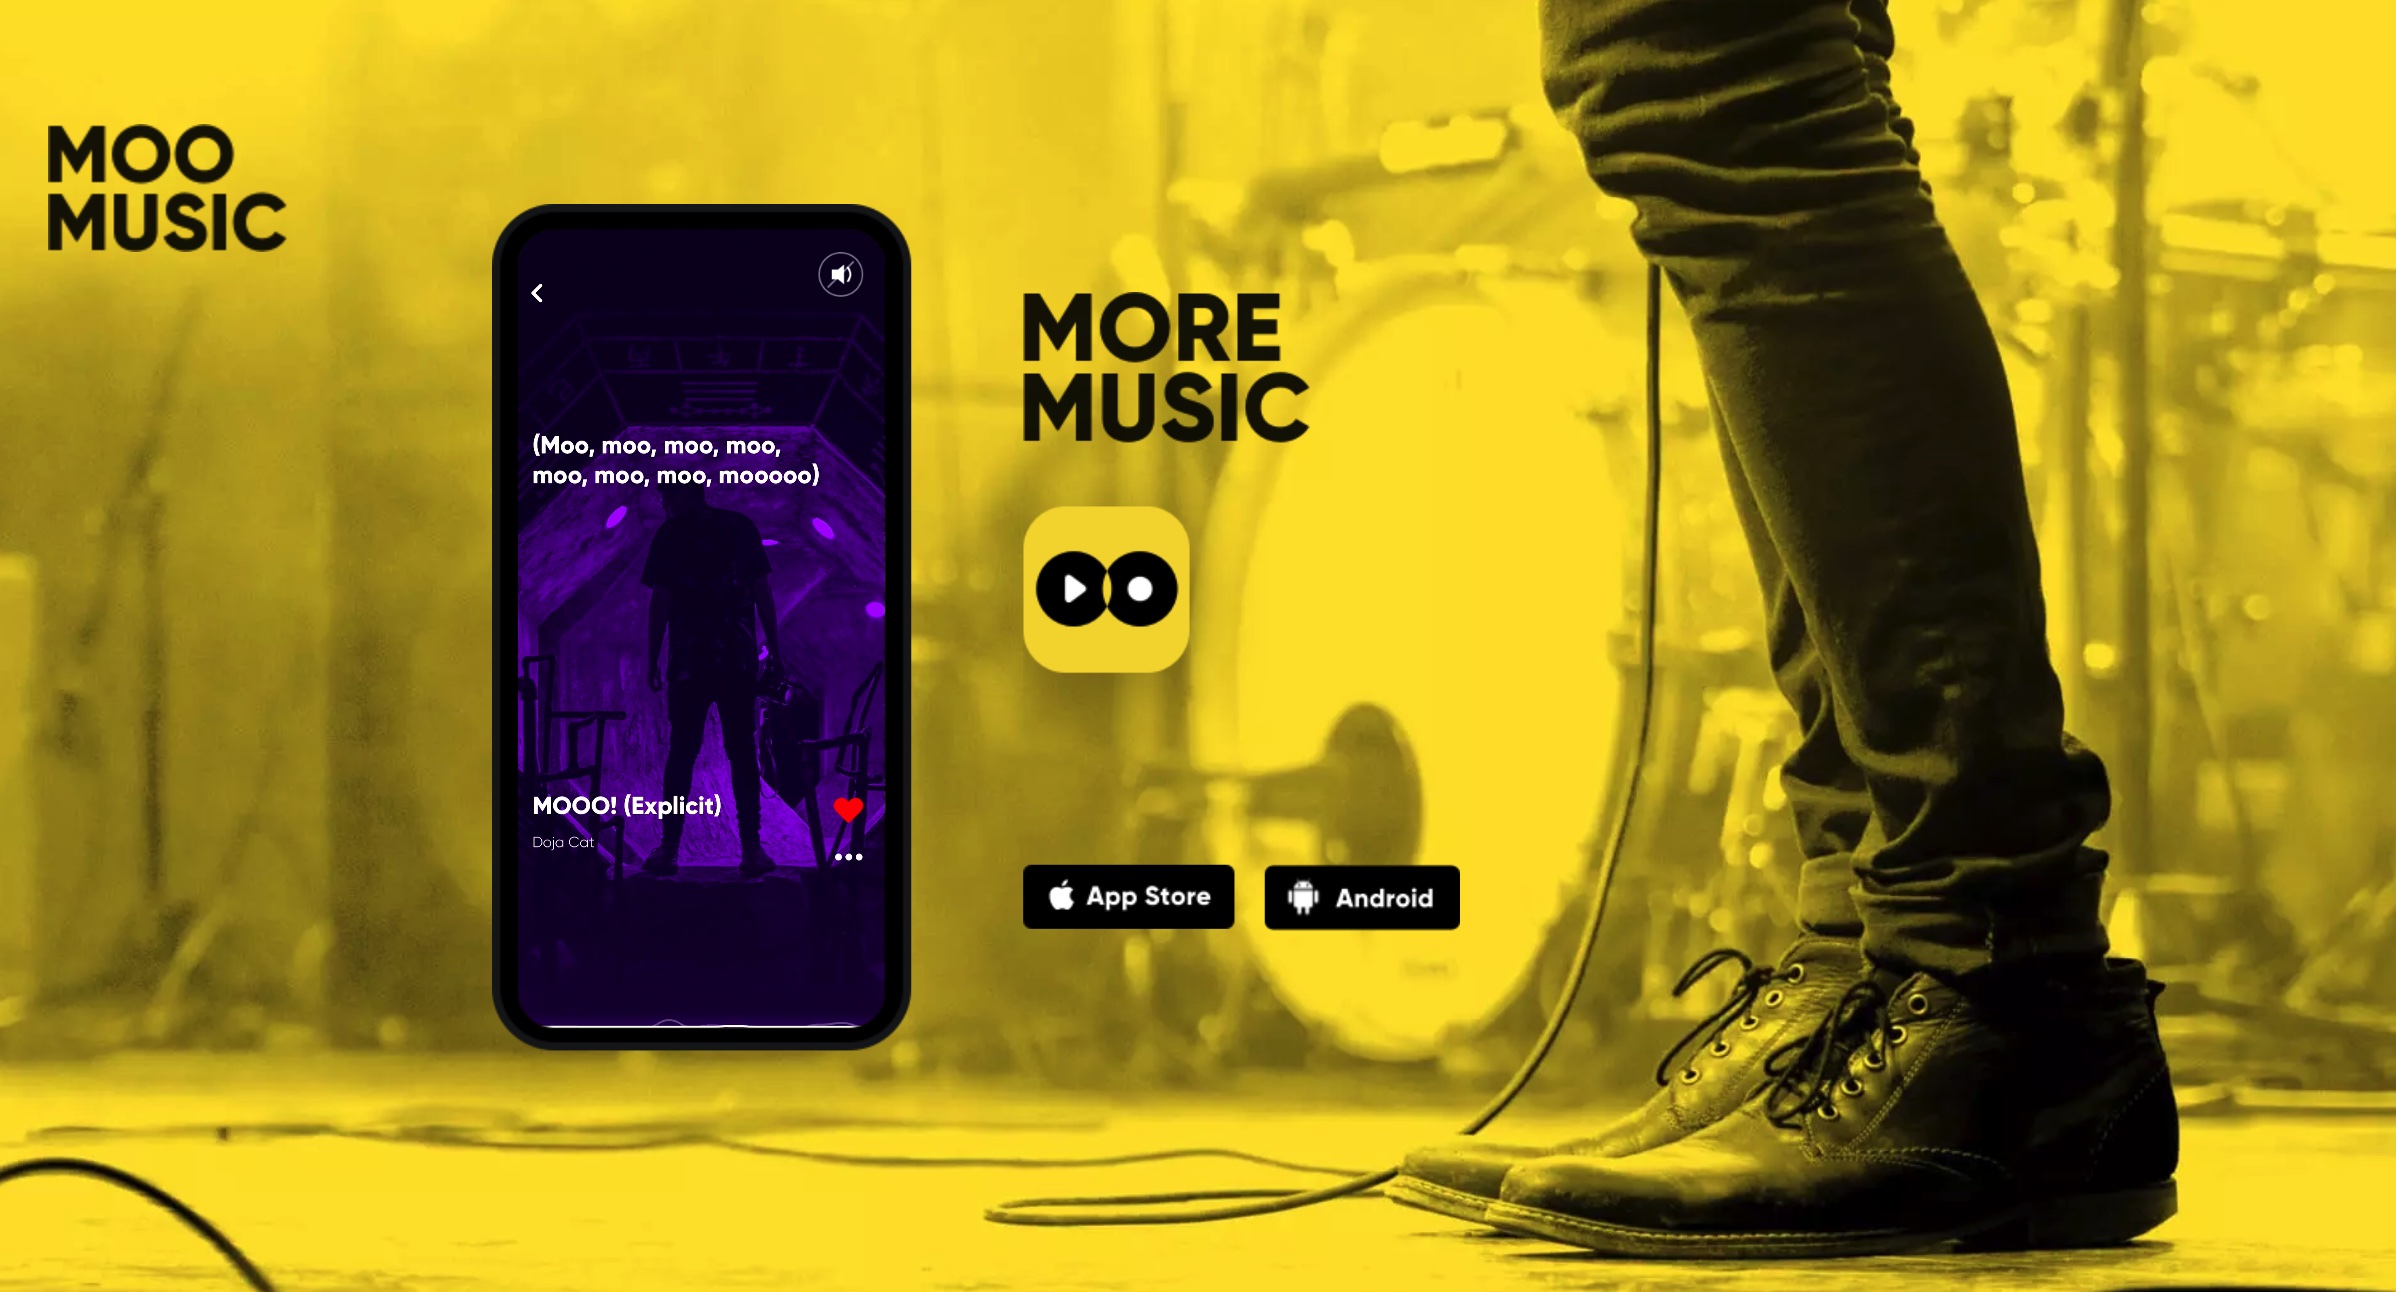 MOO
MUSIC
(Moo, moo, moo, moo,
moo, moo, moo, mooooo)
MOOO! (Explicit)
Doja Cat
MORE
MUSIC
App Store
Android